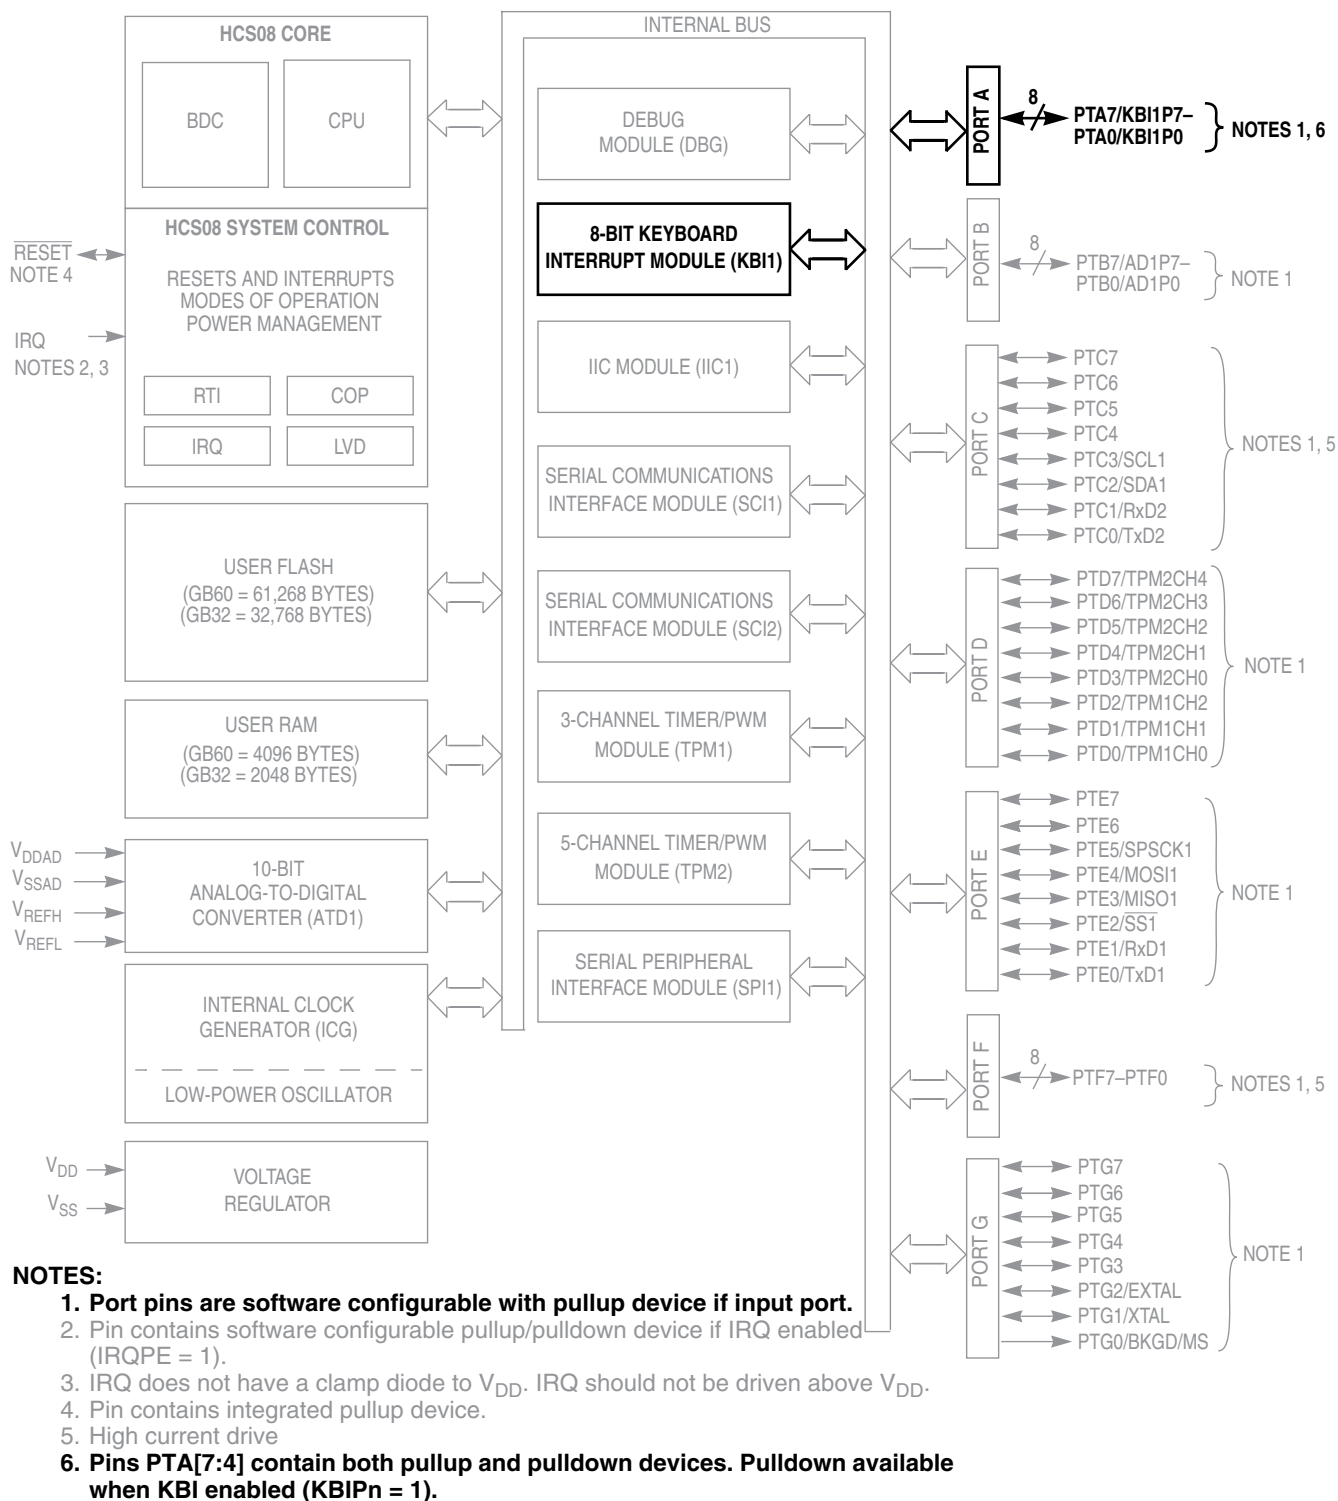 HCS08 CORE
BDC
CPU
HCS08 SYSTEM CONTROL
RESETS AND INTERRUPTS
MODES OF OPERATION
POWER MANAGEMENT
RTI
COP
IRQ
LVD
RESET
NOTE 4
IRQ
NOTES 2, 3
USER FLASH
(GB60 = 61,268 BYTES)
(GB32 = 32,768 BYTES)
USER RAM
(GB60 = 4096 BYTES)
(GB32 = 2048 BYTES)
VDDAD
VSSAD
VREFH
VREFL
10-BIT
ANALOG-TO-DIGITAL
CONVERTER (ATD1)
INTERNAL CLOCK
GENERATOR (ICG)
LOW-POWER OSCILLATOR
VDD
VSS
VOLTAGE
REGULATOR
INTERNAL BUS
DEBUG
MODULE (DBG)
8-BIT KEYBOARD
INTERRUPT MODULE (KBI1)
IIC MODULE (IIC1)
SERIAL COMMUNICATIONS
INTERFACE MODULE (SCI1)
SERIAL COMMUNICATIONS
INTERFACE MODULE (SCI2)
3-CHANNEL TIMER/PWM
MODULE (TPM1)
5-CHANNEL TIMER/PWM
MODULE (TPM2)
SERIAL PERIPHERAL
INTERFACE MODULE (SPI1)
PORT A
8
PTA7/KBI1P7–
PTA0/KBI1P0
NOTES 1, 6
PORT B
8
PTB7/AD1P7–
PTB0/AD1P0
NOTE 1
PORT C
PTC7
PTC6
PTC5
PTC4
PTC3/SCL1
PTC2/SDA1
PTC1/RxD2
PTC0/TxD2
NOTES 1, 5
PORT D
PTD7/TPM2CH4
PTD6/TPM2CH3
PTD5/TPM2CH2
PTD4/TPM2CH1
PTD3/TPM2CH0
PTD2/TPM1CH2
PTD1/TPM1CH1
PTD0/TPM1CH0
NOTE 1
PORT E
PTE7
PTE6
PTE5/SPSCK1
PTE4/MOSI1
PTE3/MISO1
PTE2/SS1
PTE1/RxD1
PTE0/TxD1
NOTE 1
PORT F
8
PTF7–PTF0
NOTES 1, 5
PORT G
PTG7
PTG6
PTG5
PTG4
PTG3
PTG2/EXTAL
PTG1/XTAL
PTG0/BKGD/MS
NOTE 1
NOTES:
1. Port pins are software configurable with pullup device if input port.
2. Pin contains software configurable pullup/pulldown device if IRQ enabled
(IRQPE = 1).
3. IRQ does not have a clamp diode to VDD. IRQ should not be driven above VDD.
4. Pin contains integrated pullup device.
5. High current drive
6. Pins PTA[7:4] contain both pullup and pulldown devices. Pulldown available
when KBI enabled (KBIPn = 1).